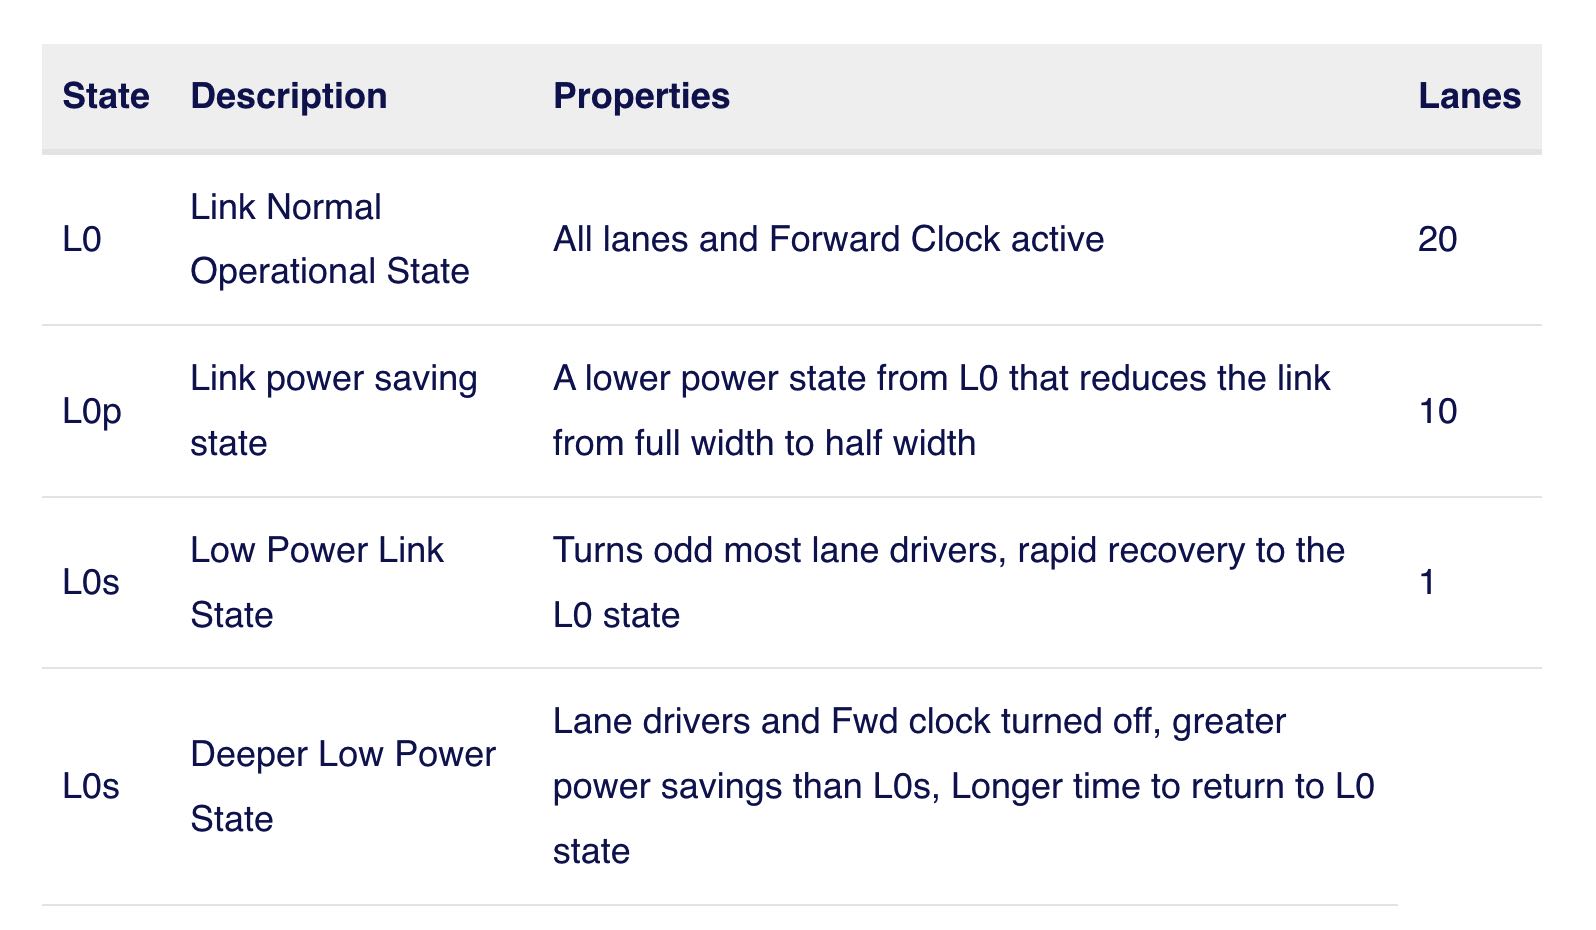 State Description Properties Lanes
Link Normal
L0 All lanes and Forward Clock active 20
Operational State
Link power saving A lower power state from L0 that reduces the link
L0p 10
state from full width to half width
Low Power Link Turns odd most lane drivers, rapid recovery to the
L0s 1
State L0 state
Lane drivers and Fwd clock turned off, greater
Deeper Low Power
L0s power savings than L0s, Longer time to return to L0
State
state